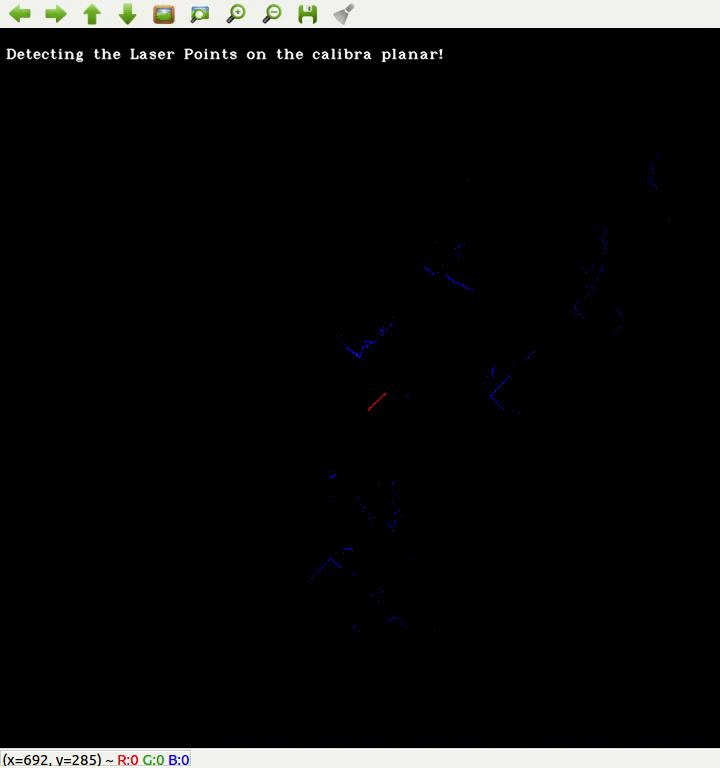 Detecting the Laser Points on the calibra planar!
(x=692, y=285) ~ R:0 G:0 B:0